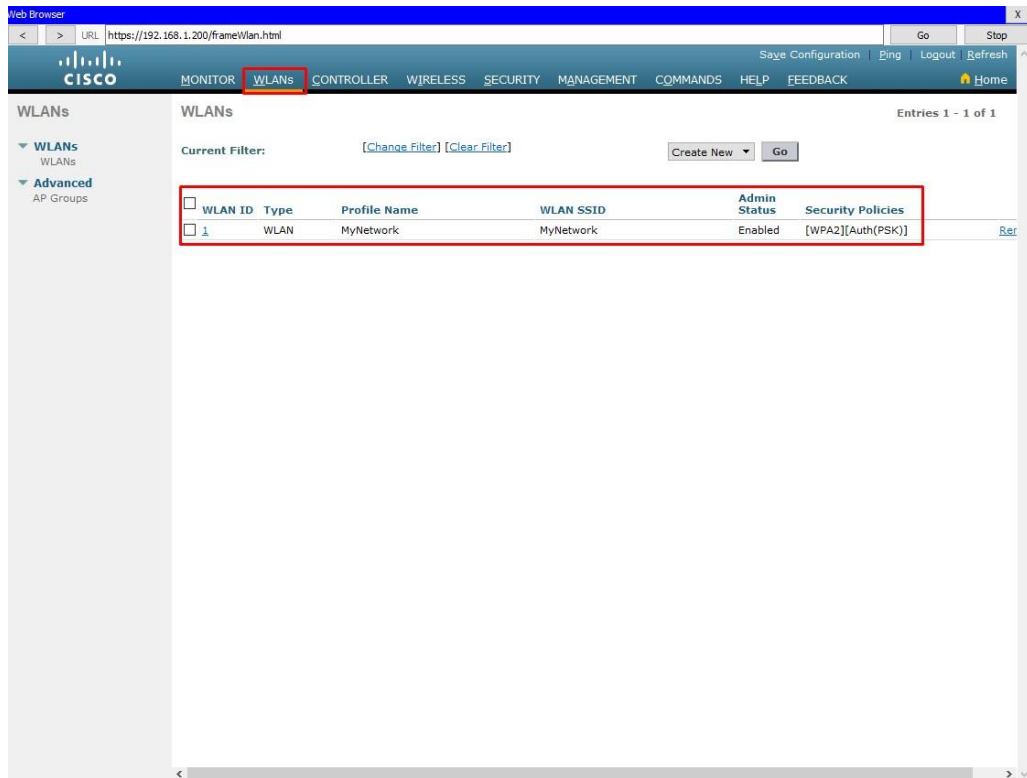 Web Browser
X
< > URL https://192.168.1.200/frameWlan.html Go Stop
Save Configuration | Ping | Logout | Refresh
CISCO
MONITOR WLANs CONTROLLER WIRELESS SECURITY MANAGEMENT COMMANDS HELP FEEDBACK Home
WLANs
WLANs
WLANs
Advanced
AP Groups
WLANs
Entries 1 - 1 of 1
Current Filter: [Change Filter] [Clear Filter] Create New Go
WLAN ID Type Profile Name WLAN SSID Admin Status Security Policies
1 WLAN MyNetwork MyNetwork Enabled [WPA2][Auth(PSK)] Rer